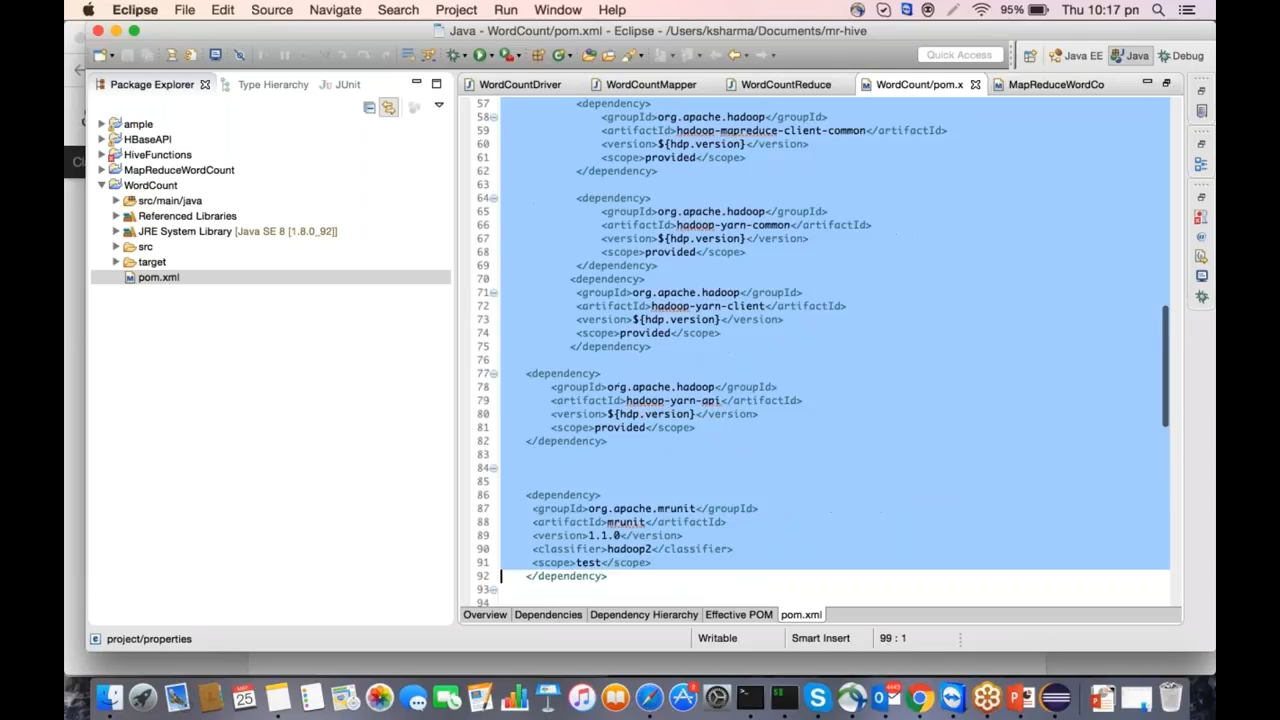 Eclipse File Edit Source Navigate Search Project Run Window Help 95% Thu 10:17 pm
Java - WordCount/pom.xml - Eclipse - /Users/ksharma/Documents/mr-hive
Quick Access Java EE Java Debug
Package Explorer Type Hierarchy JUnit
ample
HBaseAPI
HiveFunctions
MapReduceWordCount
WordCount
src/main/java
Referenced Libraries
JRE System Library [Java SE 8 [1.8.0_92]]
src
target
pom.xml
WordCountDriver WordCountMapper WordCountReduce WordCount/pom.x MapReduceWordCo
57 <dependency>
58 <groupId>org.apache.hadoop</groupId>
59 <artifactId>hadoop-mapreduce-client-common</artifactId>
60 <version>${hdp.version}</version>
61 <scope>provided</scope>
62 </dependency>
63
64 <dependency>
65 <groupId>org.apache.hadoop</groupId>
66 <artifactId>hadoop-yarn-common</artifactId>
67 <version>${hdp.version}</version>
68 <scope>provided</scope>
69 </dependency>
70 <dependency>
71 <groupId>org.apache.hadoop</groupId>
72 <artifactId>hadoop-yarn-client</artifactId>
73 <version>${hdp.version}</version>
74 <scope>provided</scope>
75 </dependency>
76
77 <dependency>
78 <groupId>org.apache.hadoop</groupId>
79 <artifactId>hadoop-yarn-api</artifactId>
80 <version>${hdp.version}</version>
81 <scope>provided</scope>
82 </dependency>
83
84
85
86 <dependency>
87 <groupId>org.apache.mrunit</groupId>
88 <artifactId>mrunit</artifactId>
89 <version>1.1.0</version>
90 <classifier>hadoop2</classifier>
91 <scope>test</scope>
92 </dependency>
93
94
Overview Dependencies Dependency Hierarchy Effective POM pom.xml
project/properties Writable Smart Insert 99 : 1